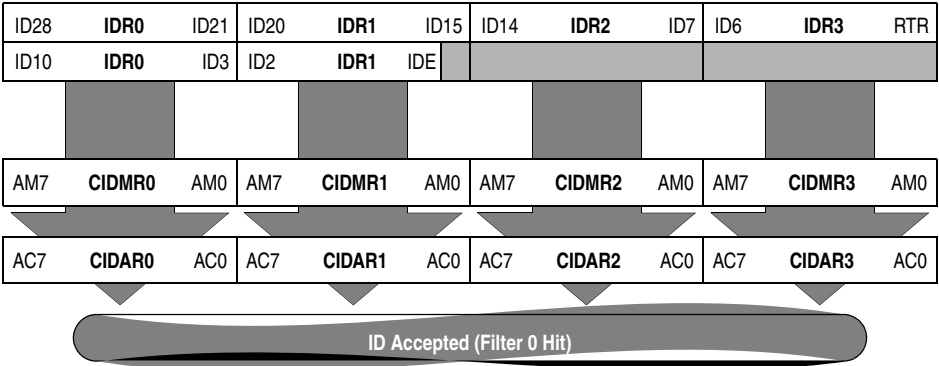 ID28 IDR0 ID21 ID20 IDR1 ID15 ID14 IDR2 ID7 ID6 IDR3 RTR
ID10 IDR0 ID3 ID2 IDR1 IDE
AM7 CIDMR0 AM0 AM7 CIDMR1 AM0 AM7 CIDMR2 AM0 AM7 CIDMR3 AM0
AC7 CIDAR0 AC0 AC7 CIDAR1 AC0 AC7 CIDAR2 AC0 AC7 CIDAR3 AC0
ID Accepted (Filter 0 Hit)